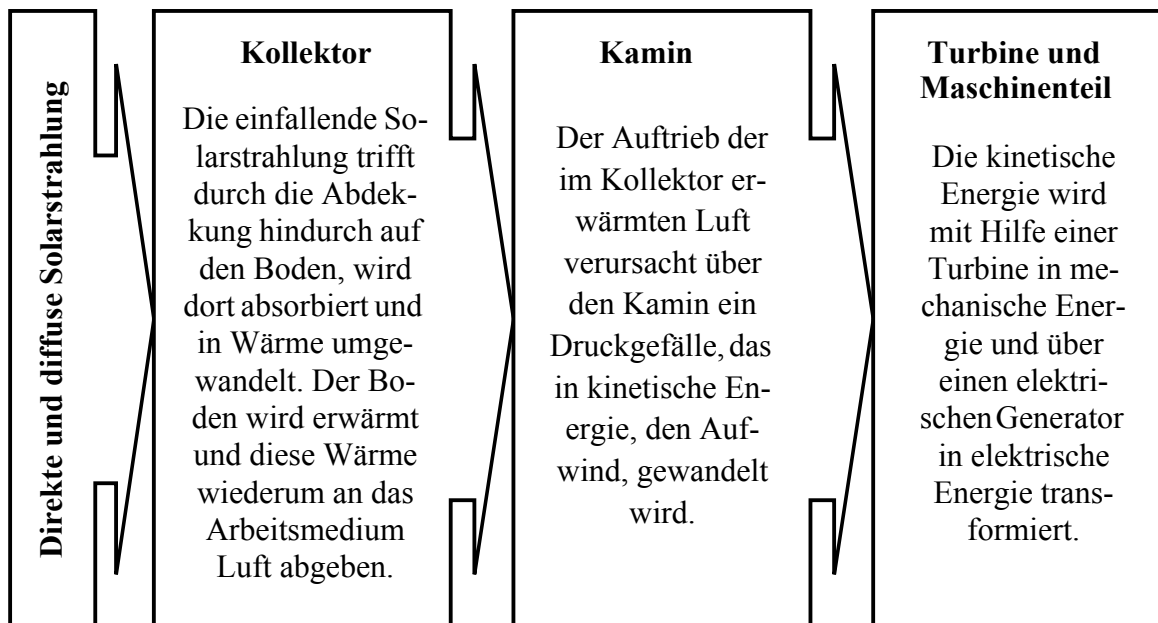 Direkte und diffuse Solarstrahlung
Kollektor
Die einfallende So-
larstrahlung trifft
durch die Abdek-
kung hindurch auf
den Boden, wird
dort absorbiert und
in Wärme umge-
wandelt. Der Bo-
den wird erwärmt
und diese Wärme
wiederum an das
Arbeitsmedium
Luft abgeben.
Kamin
Der Auftrieb der
im Kollektor er-
wärmten Luft
verursacht über
den Kamin ein
Druckgefälle, das
in kinetische En-
ergie, den Auf-
wind, gewandelt
wird.
Turbine und
Maschinenteil
Die kinetische
Energie wird
mit Hilfe einer
Turbine in me-
chanische Ener-
gie und über
einen elektri-
schen Generator
in elektrische
Energie trans-
formiert.